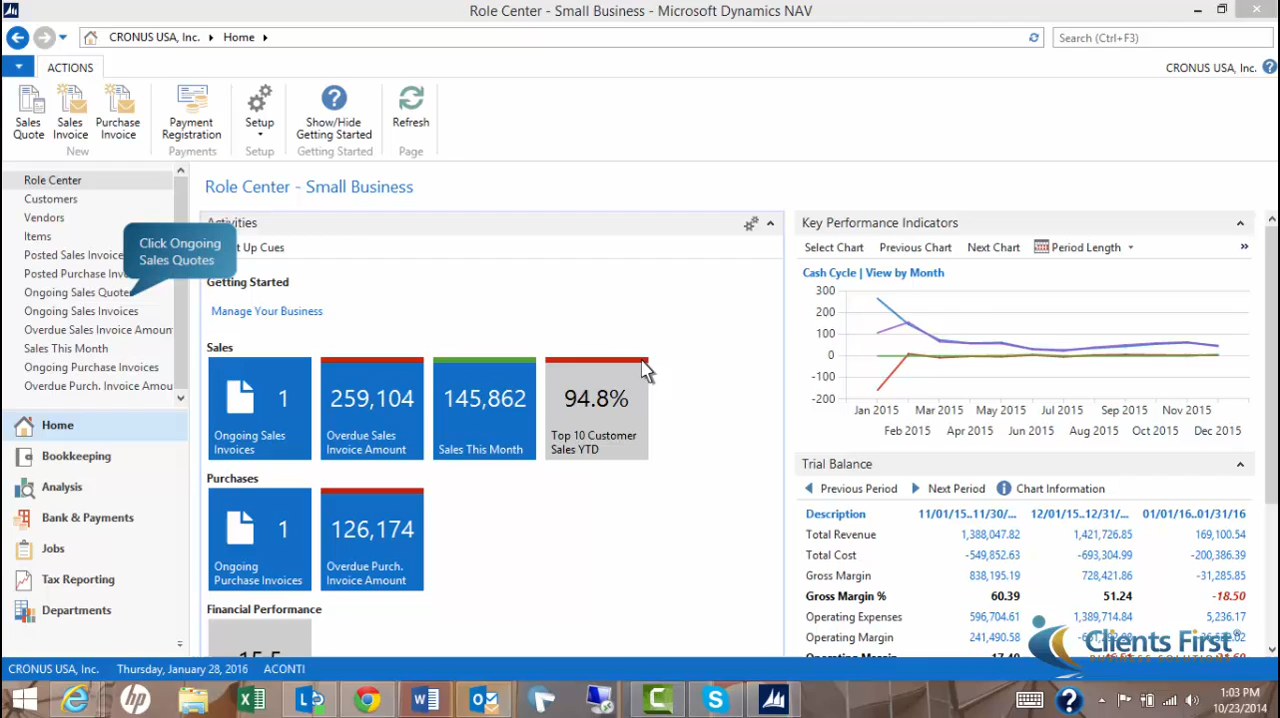 Role Center - Small Business - Microsoft Dynamics NAV
CRONUS USA, Inc. Home
Search (Ctrl+F3)
ACTIONS
CRONUS USA, Inc.
Sales Quote
Sales Invoice
Purchase Invoice
New
Payment Registration
Payments
Setup
Setup
Show/Hide Getting Started
Getting Started
Refresh
Page
Role Center
Customers
Vendors
Items
Posted Sales Invoice
Posted Purchase Inv
Ongoing Sales Quote
Ongoing Sales Invoices
Overdue Sales Invoice Amoun
Sales This Month
Ongoing Purchase Invoices
Overdue Purch. Invoice Amou
Click Ongoing
Sales Quotes
Home
Bookkeeping
Analysis
Bank & Payments
Jobs
Tax Reporting
Departments
Role Center - Small Business
Activities
t Up Cues
Getting Started
Manage Your Business
Sales
1
Ongoing Sales
Invoices
259,104
Overdue Sales
Invoice Amount
145,862
Sales This Month
94.8%
Top 10 Customer
Sales YTD
Purchases
1
Ongoing
Purchase Invoices
126,174
Overdue Purch.
Invoice Amount
Financial Performance
15.5
Key Performance Indicators
Select Chart Previous Chart Next Chart Period Length
Cash Cycle | View by Month
300
200
100
0
-100
-200
Jan 2015 Mar 2015 May 2015 Jul 2015 Sep 2015 Nov 2015
Feb 2015 Apr 2015 Jun 2015 Aug 2015 Oct 2015 Dec 2015
Trial Balance
Previous Period Next Period Chart Information
Description 11/01/15..11/30/... 12/01/15..12/31/... 01/01/16..01/31/16
Total Revenue 1,388,047.82 1,421,726.85 169,100.54
Total Cost -549,852.63 -693,304.99 -200,386.39
Gross Margin 838,195.19 728,421.86 -31,285.85
Gross Margin % 60.39 51.24 -18.50
Operating Expenses 596,704.61 1,389,714.84 5,236.17
Operating Margin 241,490.58
Clients First®
BUSINESS SOLUTIONS
CRONUS USA, Inc. Thursday, January 28, 2016 ACONTI
1:03 PM
10/23/2014